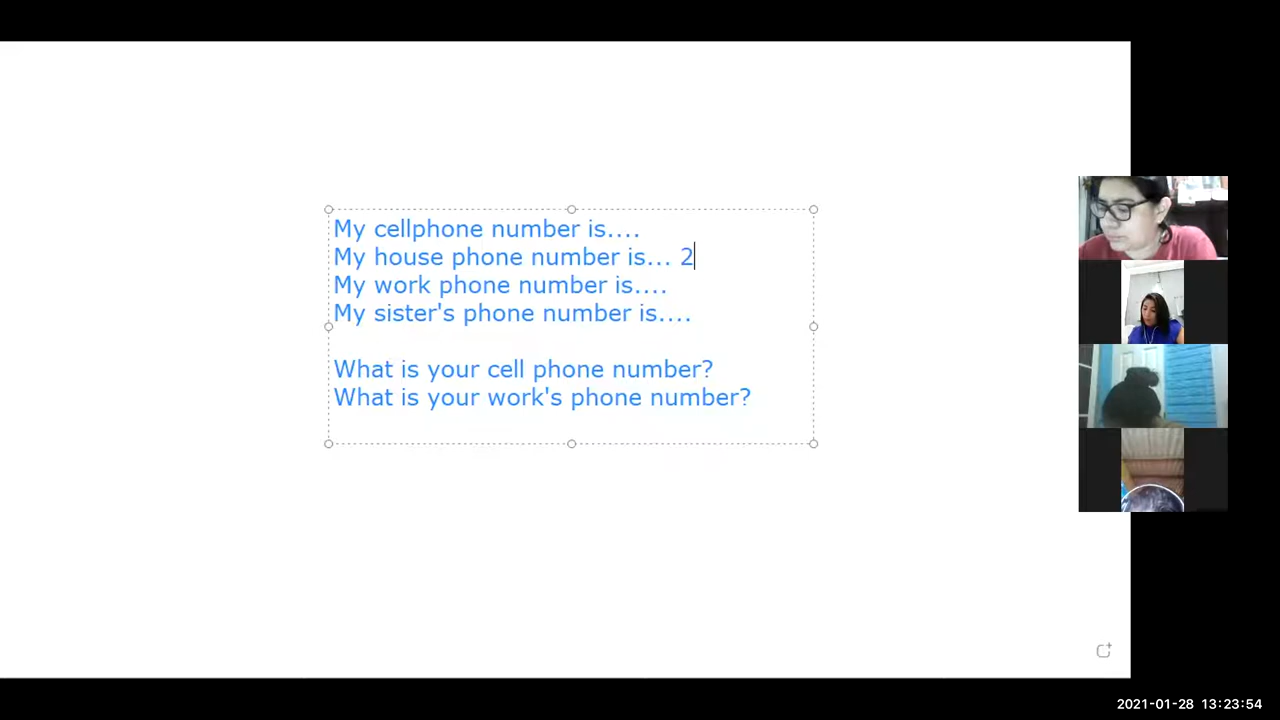 My cellphone number is....
My house phone number is... 2
My work phone number is....
My sister's phone number is....
What is your cell phone number?
What is your work's phone number?
2021-01-28 13:23:54